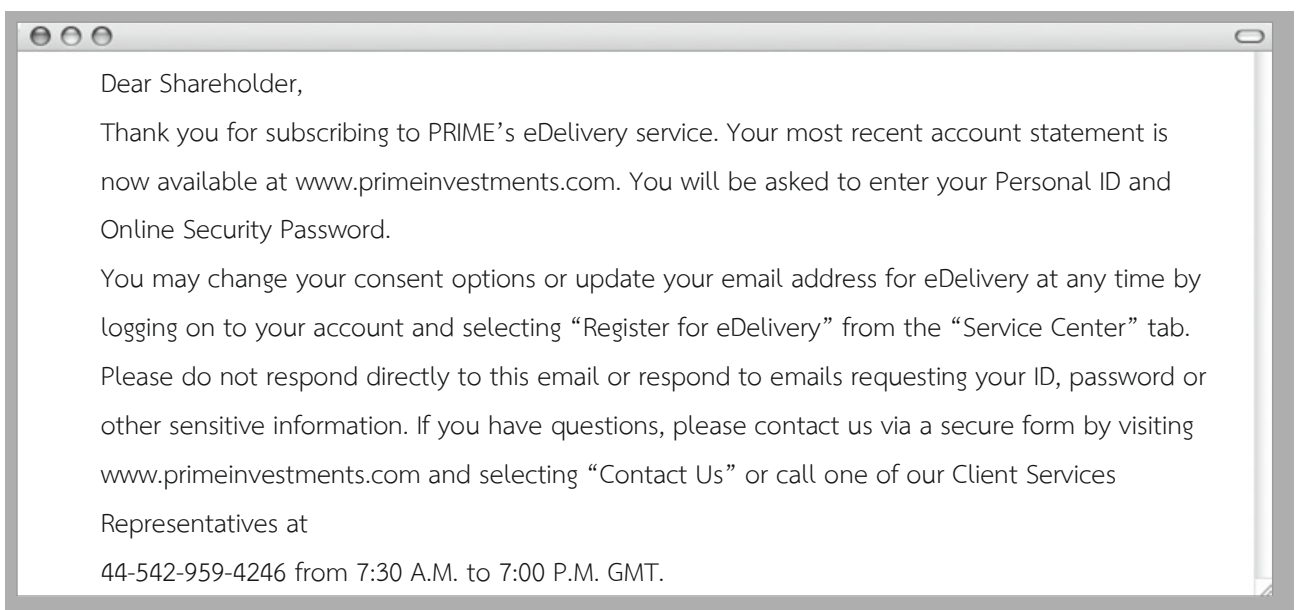 Dear Shareholder,
Thank you for subscribing to PRIME’s eDelivery service. Your most recent account statement is
now available at www.primeinvestments.com. You will be asked to enter your Personal ID and
Online Security Password.
You may change your consent options or update your email address for eDelivery at any time by
logging on to your account and selecting “Register for eDelivery” from the “Service Center” tab.
Please do not respond directly to this email or respond to emails requesting your ID, password or
other sensitive information. If you have questions, please contact us via a secure form by visiting
www.primeinvestments.com and selecting “Contact Us” or call one of our Client Services
Representatives at
44-542-959-4246 from 7:30 A.M. to 7:00 P.M. GMT.